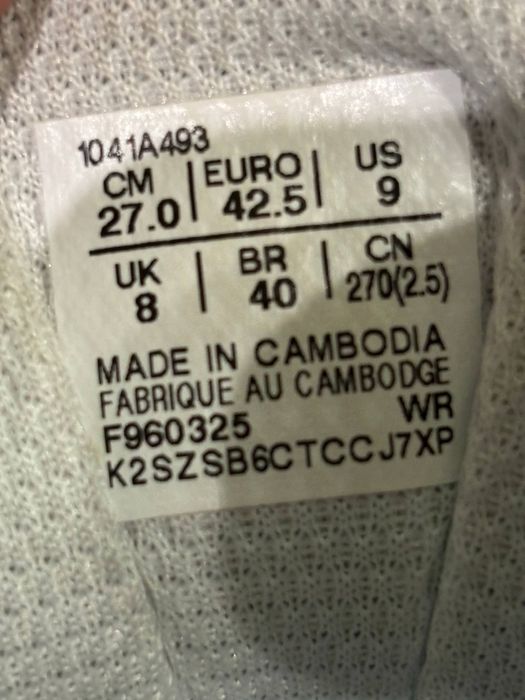 1041A493
CM | EURO | US
27.0 | 42.5 | 9
UK | BR | CN
8 | 40 | 270(2.5)
MADE IN CAMBODIA
FABRIQUE AU CAMBODGE
F960325 WR
K2SZSB6CTCCJ7XP